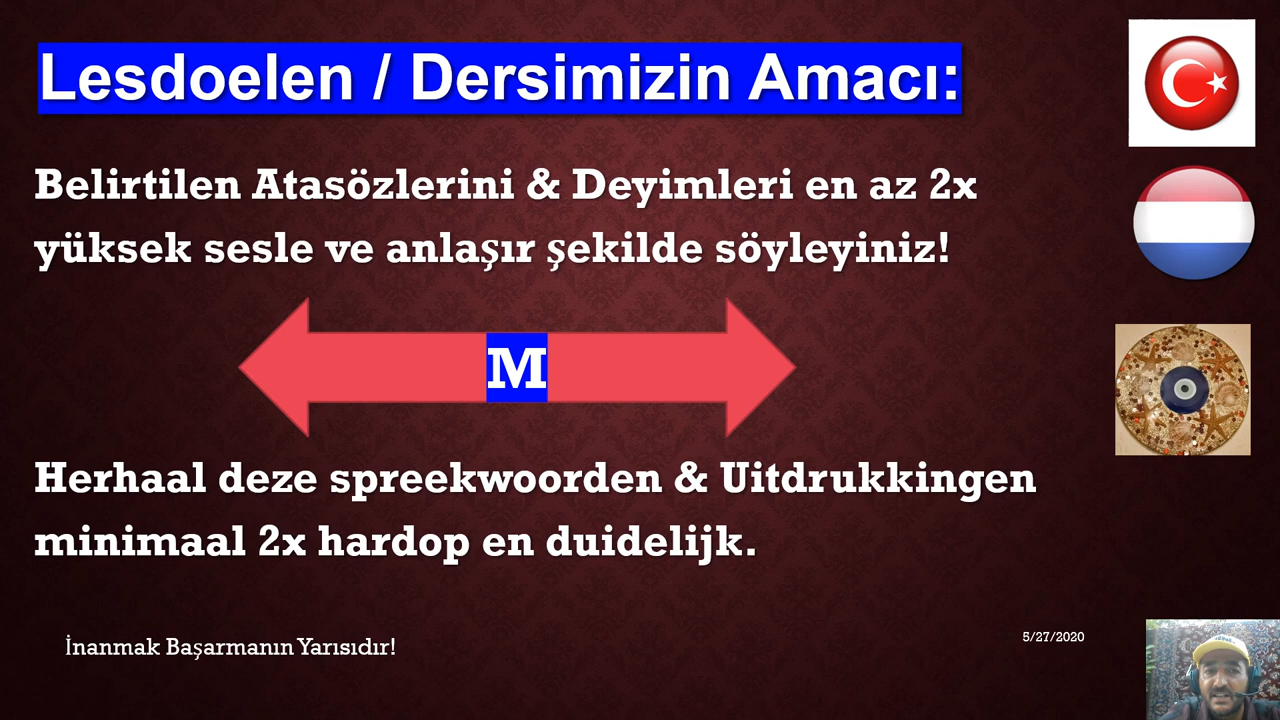 Lesdoelen / Dersimizin Amacı:
Belirtilen Atasözlerini & Deyimleri en az 2x
yüksek sesle ve anlaşır şekilde söyleyiniz!
M
Herhaal deze spreekwoorden & Uitdrukkingen
minimaal 2x hardop en duidelijk.
İnanmak Başarmanın Yarısıdır!
5/27/2020